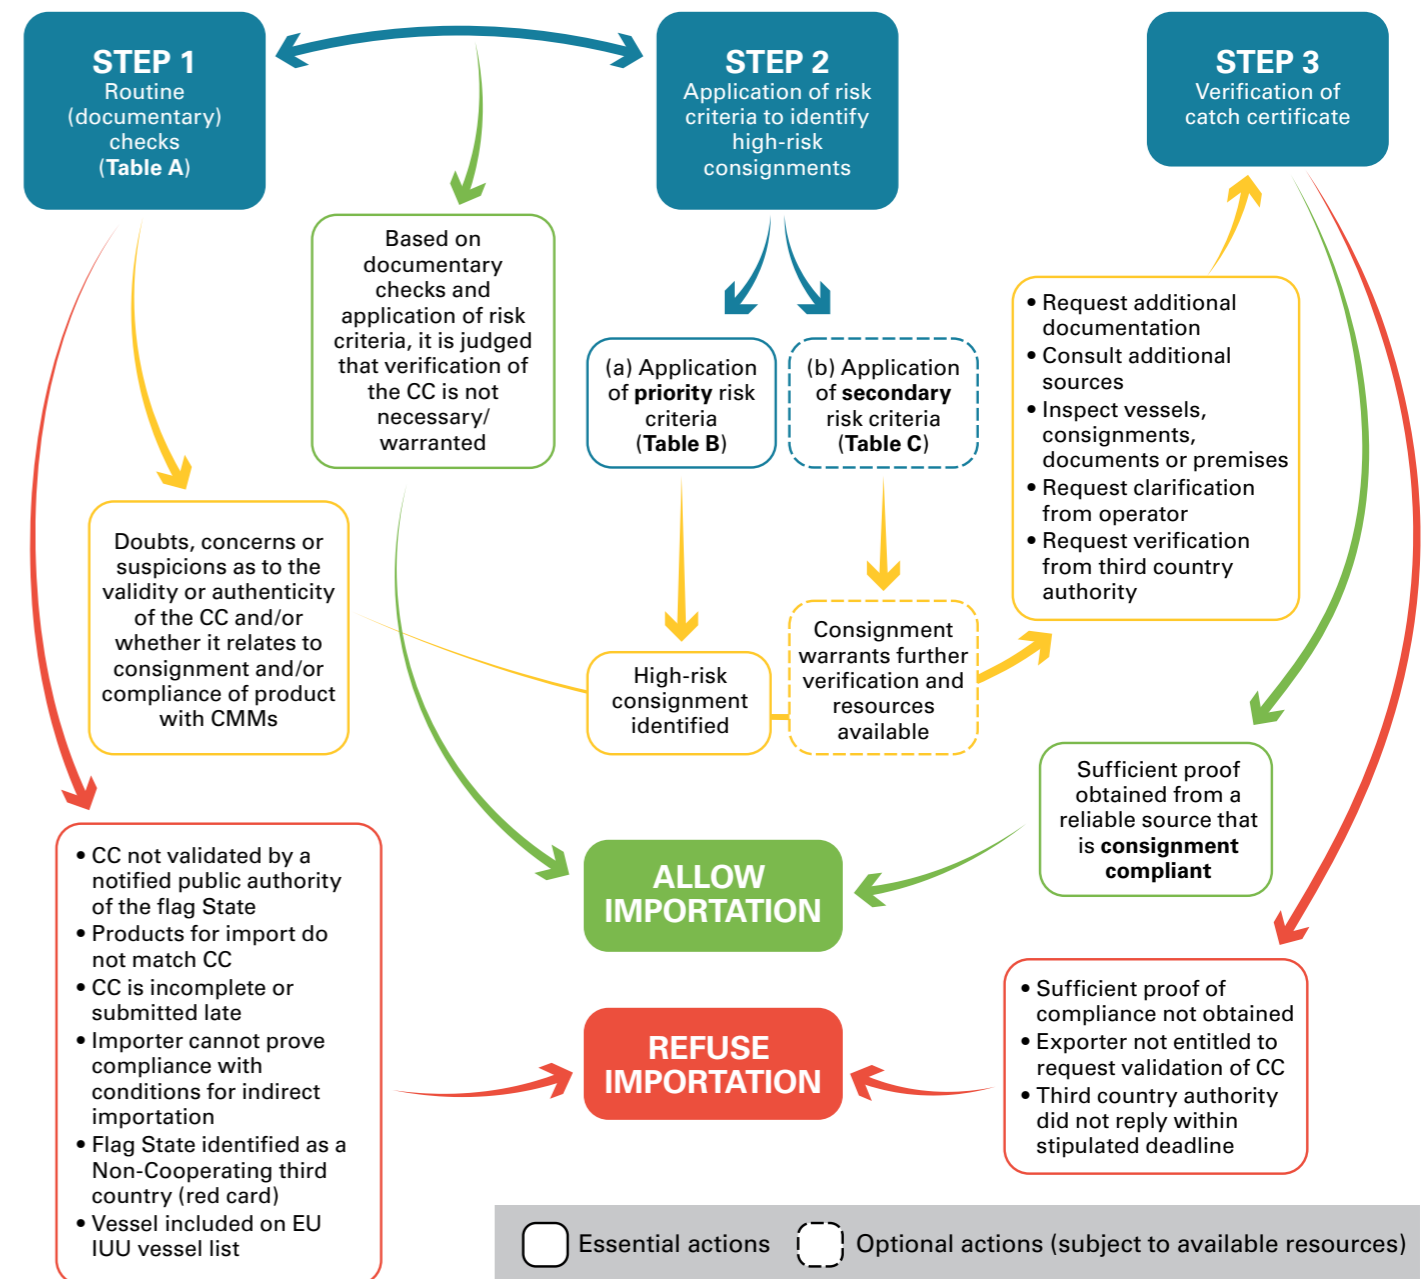 STEP 1
Routine
(documentary)
checks
(Table A)
STEP 2
Application of risk
criteria to identify
high-risk
consignments
STEP 3
Verification of
catch certificate
Based on
documentary
checks and
application of risk
criteria, it is judged
that verification of
the CC is not
necessary/
warranted
(a) Application
of priority risk
criteria
(Table B)
(b) Application
of secondary
risk criteria
(Table C)
• Request additional
documentation
• Consult additional
sources
• Inspect vessels,
consignments,
documents or premises
• Request clarification
from operator
• Request verification
from third country
authority
Doubts, concerns or
suspicions as to the
validity or authenticity
of the CC and/or
whether it relates to
consignment and/or
compliance of product
with CMMs
High-risk
consignment
identified
Consignment
warrants further
verification and
resources
available
Sufficient proof
obtained from a
reliable source that
is consignment
compliant
• CC not validated by a
notified public authority
of the flag State
• Products for import do
not match CC
• CC is incomplete or
submitted late
• Importer cannot prove
compliance with
conditions for indirect
importation
• Flag State identified as a
Non-Cooperating third
country (red card)
• Vessel included on EU
IUU vessel list
ALLOW
IMPORTATION
REFUSE
IMPORTATION
• Sufficient proof of
compliance not obtained
• Exporter not entitled to
request validation of CC
• Third country authority
did not reply within
stipulated deadline
Essential actions
Optional actions (subject to available resources)